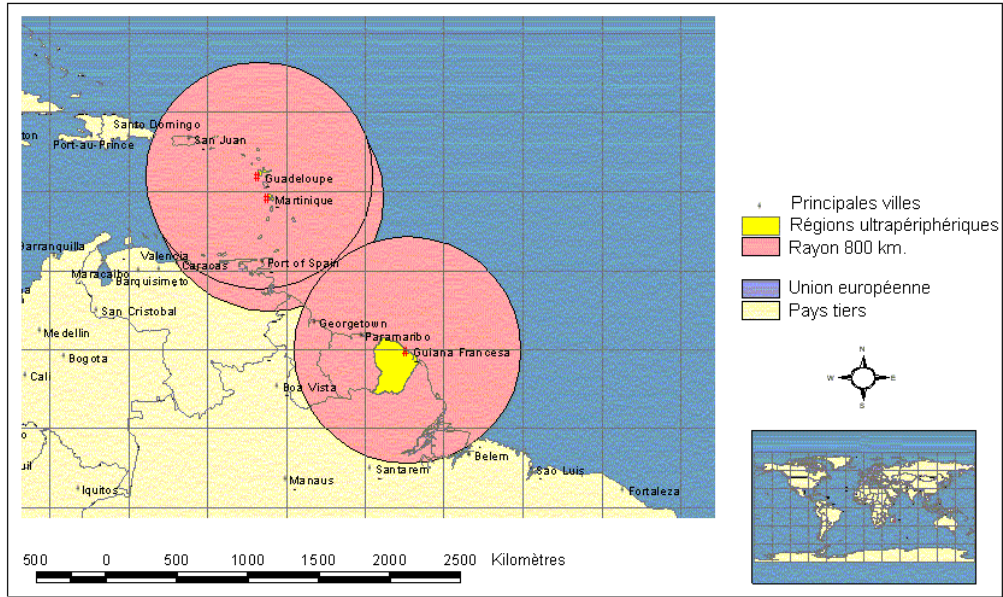 Santo Domingo
ton
Port-au-Prince
San Juan
Guadeloupe
Martinique
Barranquilla
Valencia
Caracas
Port of Spain
Maracaibo
Barquisimeto
San Cristobal
Georgetown
Medellin
Paramaribo
Bogota
Guiana Francesa
Cali
Boa Vista
Belem
Santarem
Sao Luis
uil
Iquitos
Manaus
Fortaleza
Principales villes
Régions ultrapériphériques
Rayon 800 km.
Union européenne
Pays tiers
N
W E
S
500 0 500 1000 1500 2000 2500 Kilomètres